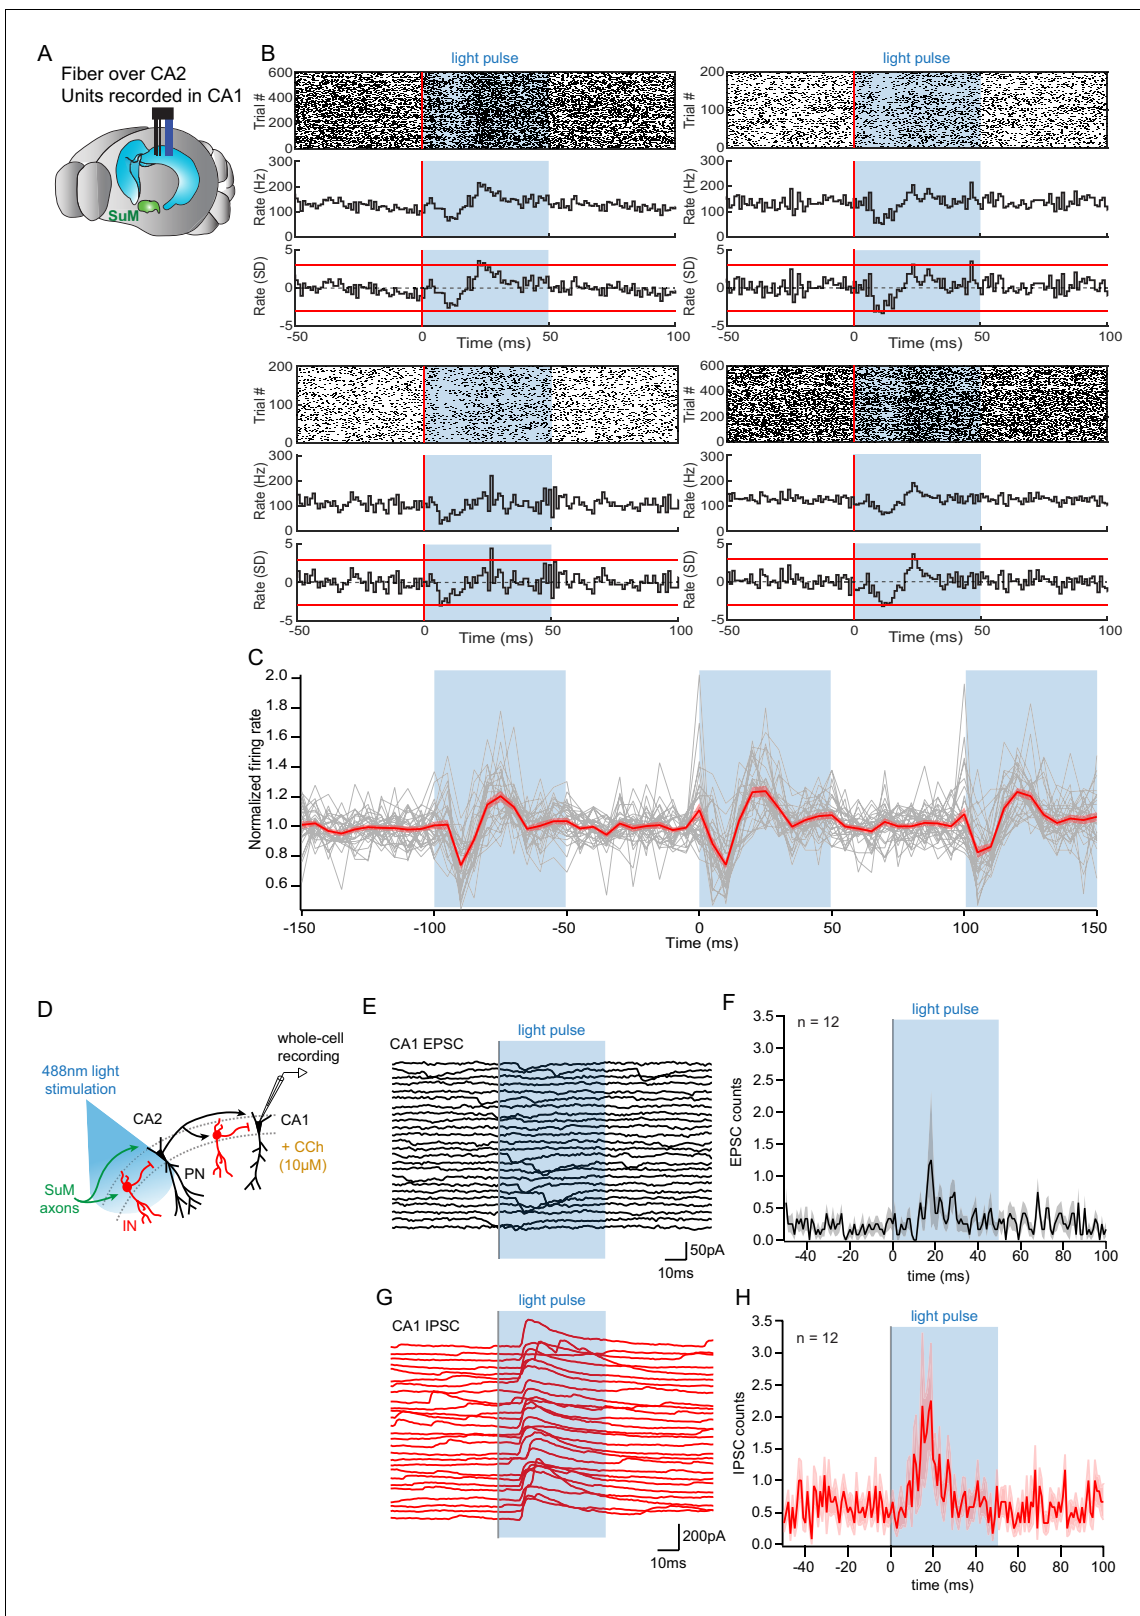 A
Fiber over CA2
Units recorded in CA1
SuM
B
light pulse
light pulse
600
400
200
0
Trial #
200
100
0
Trial #
300
200
100
0
Rate (Hz)
300
200
100
0
Rate (Hz)
5
0
-5
Rate (SD)
5
0
-5
Rate (SD)
-50 0 50 100
Time (ms)
-50 0 50 100
Time (ms)
200
100
0
Trial #
600
400
200
0
Trial #
300
200
100
0
Rate (Hz)
300
200
100
0
Rate (Hz)
5
0
-5
Rate (SD)
5
0
-5
Rate (SD)
-50 0 50 100
Time (ms)
-50 0 50 100
Time (ms)
C
2.0
1.8
1.6
1.4
1.2
1.0
0.8
0.6
Normalized firing rate
-150 -100 -50 0 50 100 150
Time (ms)
D
whole-cell
recording
488nm light
stimulation
CA2
CA1
+ CCh
(10µM)
PN
SuM
axons
IN
E
light pulse
CA1 EPSC
50pA
10ms
F
light pulse
n = 12
3.5
3.0
2.5
2.0
1.5
1.0
0.5
0.0
EPSC counts
-40 -20 0 20 40 60 80 100
time (ms)
G
light pulse
CA1 IPSC
200pA
10ms
H
light pulse
n = 12
3.5
3.0
2.5
2.0
1.5
1.0
0.5
0.0
IPSC counts
-40 -20 0 20 40 60 80 100
time (ms)